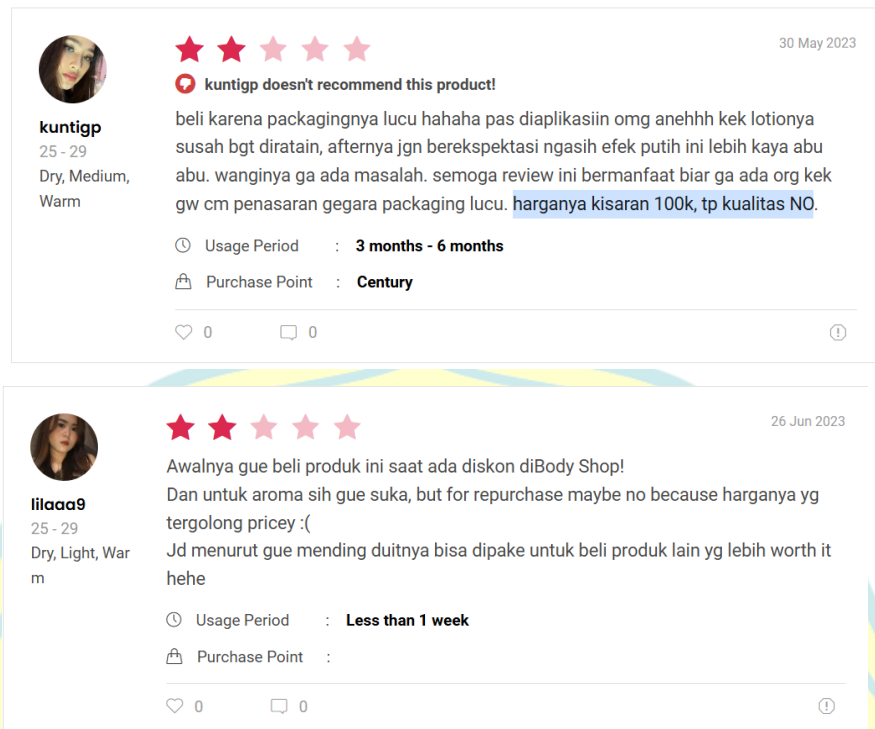 30 May 2023
kuntigp doesn't recommend this product!
kuntigp
25 - 29
Dry, Medium,
Warm
beli karena packagingnya lucu hahaha pas diaplikasiin omg anehhh kek lotionya
susah bgt diratain, afternya jgn berekspektasi ngasih efek putih ini lebih kaya abu
abu. wanginya ga ada masalah. semoga review ini bermanfaat biar ga ada org kek
gw cm penasaran gegara packaging lucu. harganya kisaran 100k, tp kualitas NO.
Usage Period : 3 months - 6 months
Purchase Point : Century
0 0
26 Jun 2023
lilaaa9
25 - 29
Dry, Light, War
m
Awalnya gue beli produk ini saat ada diskon diBody Shop!
Dan untuk aroma sih gue suka, but for repurchase maybe no because harganya yg
tergolong pricey :(
Jd menurut gue mending duitnya bisa dipake untuk beli produk lain yg lebih worth it
hehe
Usage Period : Less than 1 week
Purchase Point :
0 0